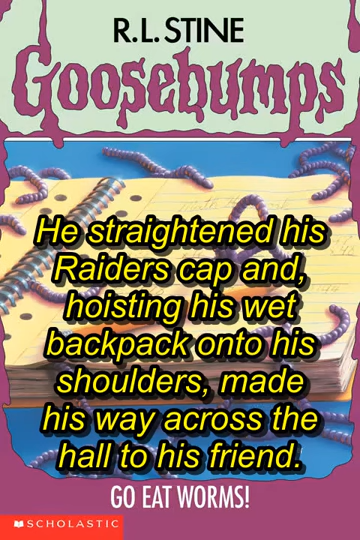 R.L. STINE
Goosebumps
He straightened his
Raiders cap and,
hoisting his wet
backpack onto his
shoulders, made
his way across the
hall to his friend.
GO EAT WORMS!
SCHOLASTIC